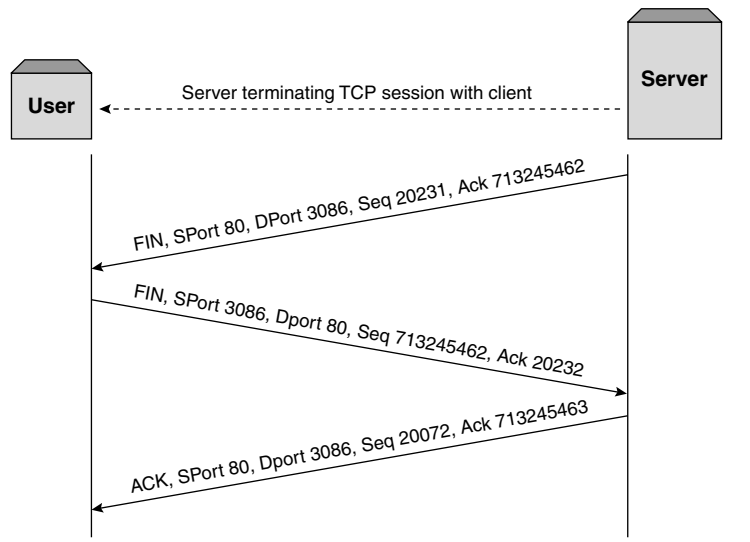 Server
User
Server terminating TCP session with client
FIN, SPort 80, DPort 3086, Seq 20231, Ack 713245462
FIN, SPort 3086, Dport 80, Seq 713245462, Ack 20232
ACK, SPort 80, Dport 3086, Seq 20072, Ack 713245463